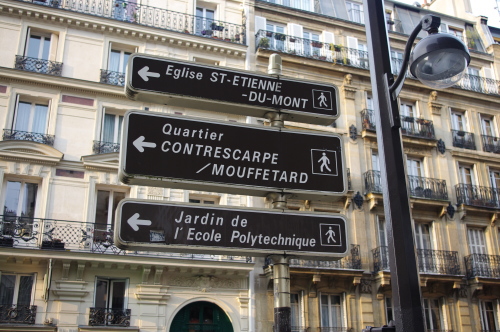 Eglise ST-ETIENNE
-DU-MONT
Quartier
CONTRESCARPE
/MOUFFETARD
Jardin de
l'Ecole Polytechnique